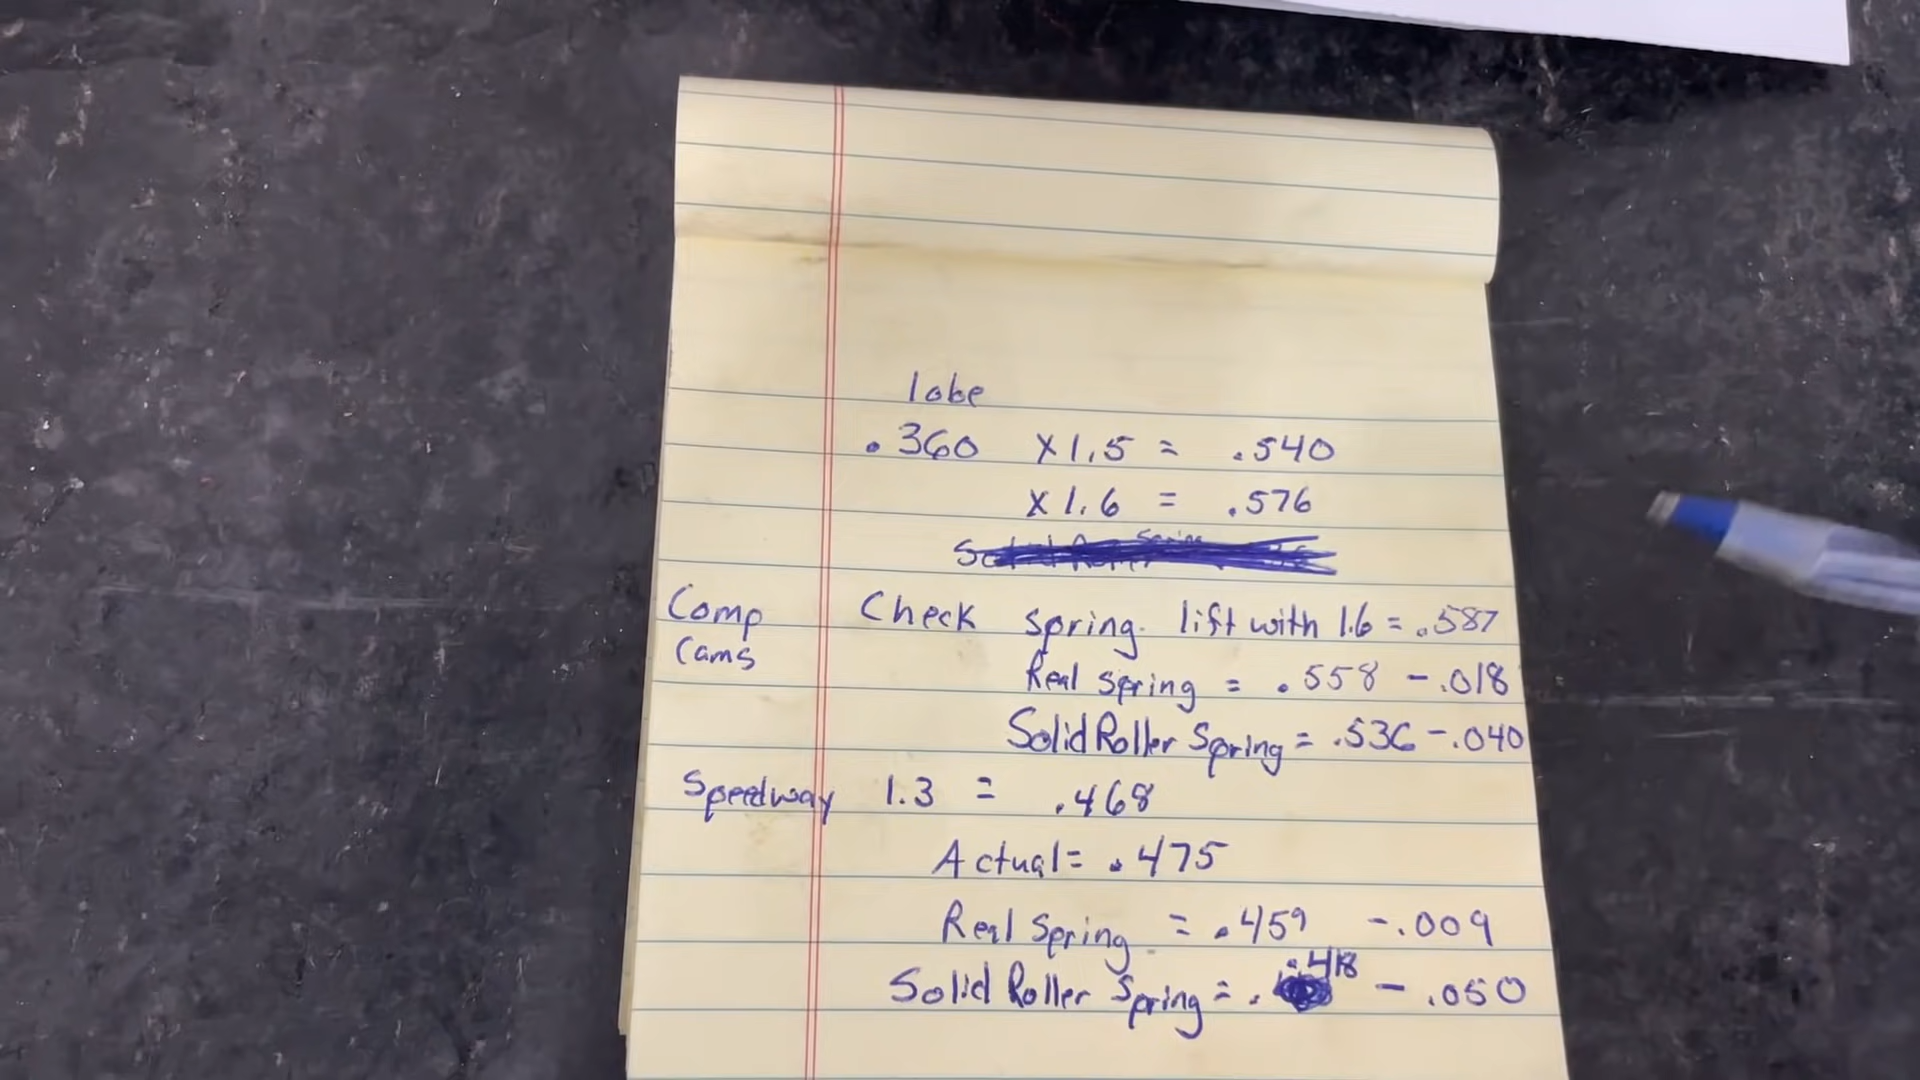 lobe
.360 x1.5 = .540
x1.6 = .576
Comp Cams
Check spring. lift with 1.6 = .587
Real spring = .558 -.018
Solid Roller Spring = .536 -.040
Speedway 1.3 = .468
Actual = .475
Real Spring = .459 -.009
Solid Roller Spring = . .418 - .050